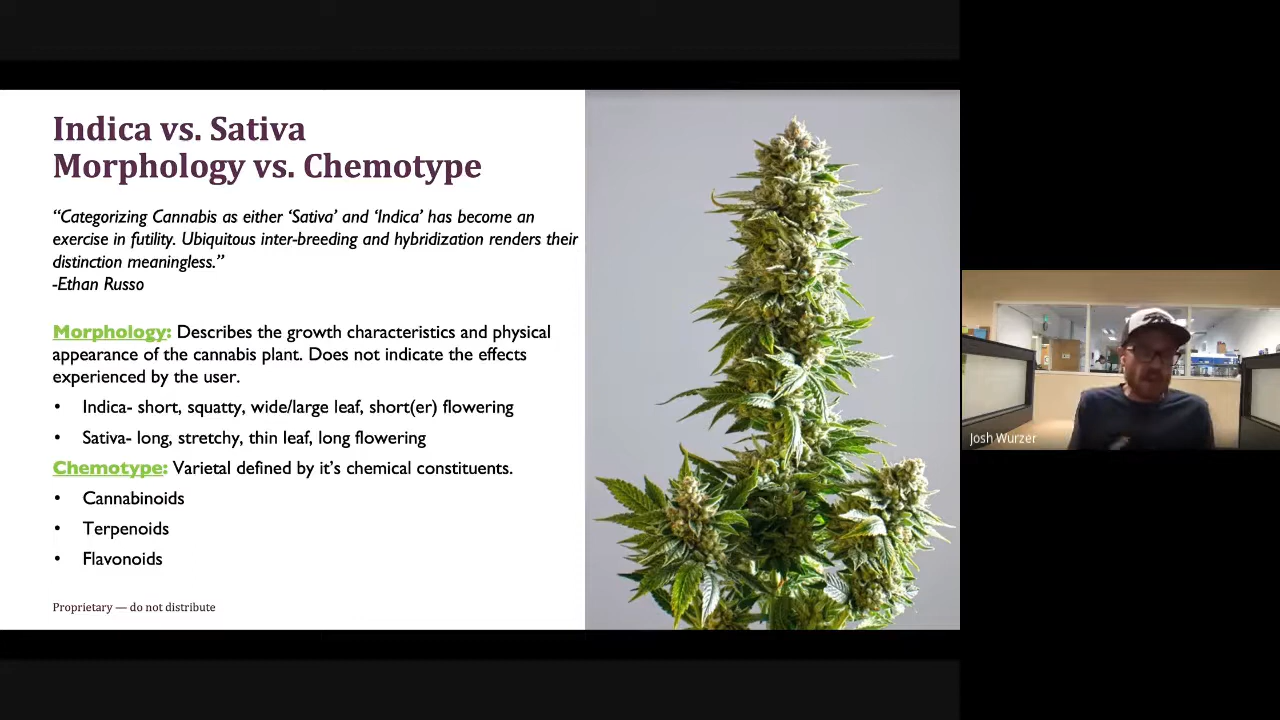 Indica vs. Sativa
Morphology vs. Chemotype
“Categorizing Cannabis as either ‘Sativa’ and ‘Indica’ has become an
exercise in futility. Ubiquitous inter-breeding and hybridization renders their
distinction meaningless.”
-Ethan Russo
Morphology: Describes the growth characteristics and physical
appearance of the cannabis plant. Does not indicate the effects
experienced by the user.
• Indica- short, squatty, wide/large leaf, short(er) flowering
• Sativa- long, stretchy, thin leaf, long flowering
Chemotype: Varietal defined by it’s chemical constituents.
• Cannabinoids
• Terpenoids
• Flavonoids
Proprietary — do not distribute
Josh Wurzer